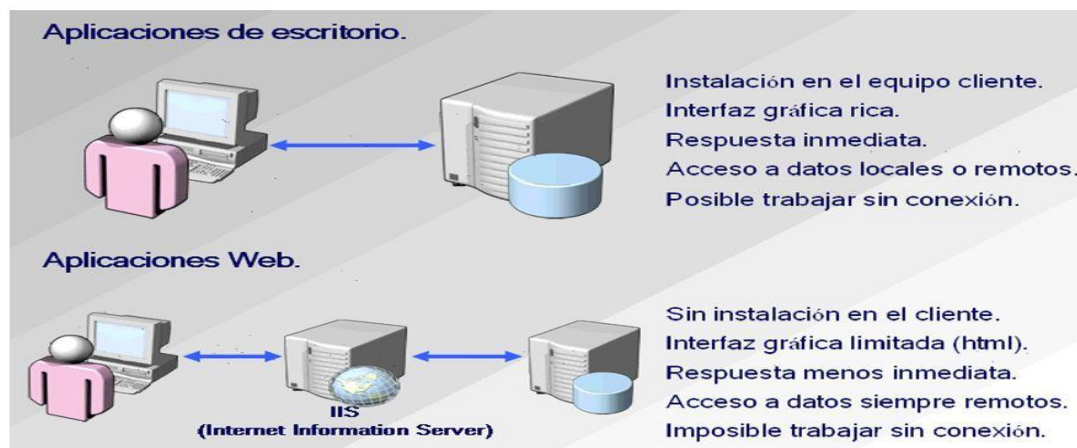 Aplicaciones de escritorio.
Instalación en el equipo cliente.
Interfaz gráfica rica.
Respuesta inmediata.
Acceso a datos locales o remotos.
Posible trabajar sin conexión.
Aplicaciones Web.
Sin instalación en el cliente.
Interfaz gráfica limitada (html).
Respuesta menos inmediata.
Acceso a datos siempre remotos.
Imposible trabajar sin conexión.
IIS
(Internet Information Server)